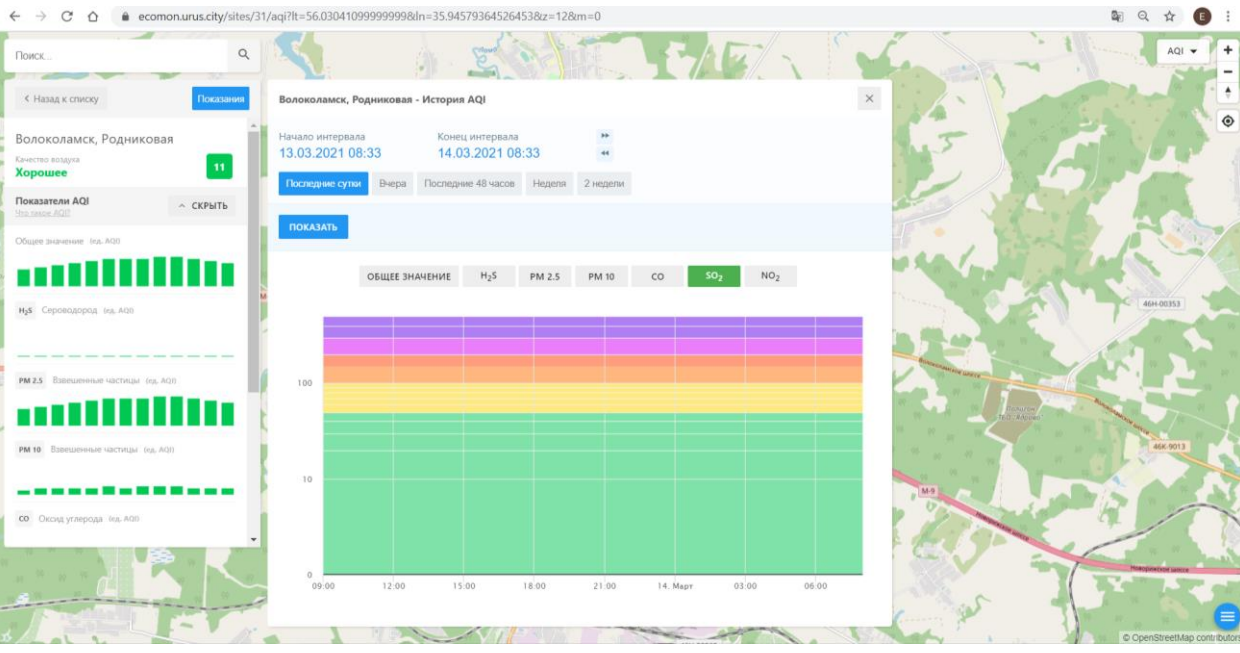 ecomon.urus.city/sites/31/aqi?lt=56.03041099999999&ln=35.94579364526453&z=12&m=0
E
Поиск...
AQI
Назад к списку
Показания
Волоколамск, Родниковая - История AQI
Волоколамск, Родниковая
Качество воздуха
Хорошее
11
Показатели AQI
Что такое AQI?
СКРЫТЬ
Общее значение (ед. AQI)
H₂S Сероводород (ед. AQI)
PM 2.5 Взвешенные частицы (ед. AQI)
PM 10 Взвешенные частицы (ед. AQI)
CO Оксид углерода (ед. AQI)
Начало интервала
Конец интервала
13.03.2021 08:33
14.03.2021 08:33
Последние сутки
Вчера
Последние 48 часов
Неделя
2 недели
ПОКАЗАТЬ
ОБЩЕЕ ЗНАЧЕНИЕ H₂S PM 2.5 PM 10 CO SO₂ NO₂
100
10
0
09:00 12:00 15:00 18:00 21:00 14. Март 03:00 06:00
46Н-00353
Волоколамское шоссе
Волоколамское шоссе
46К-9013
М-9
Новорижское шоссе
Новорижское шоссе
© OpenStreetMap contributors